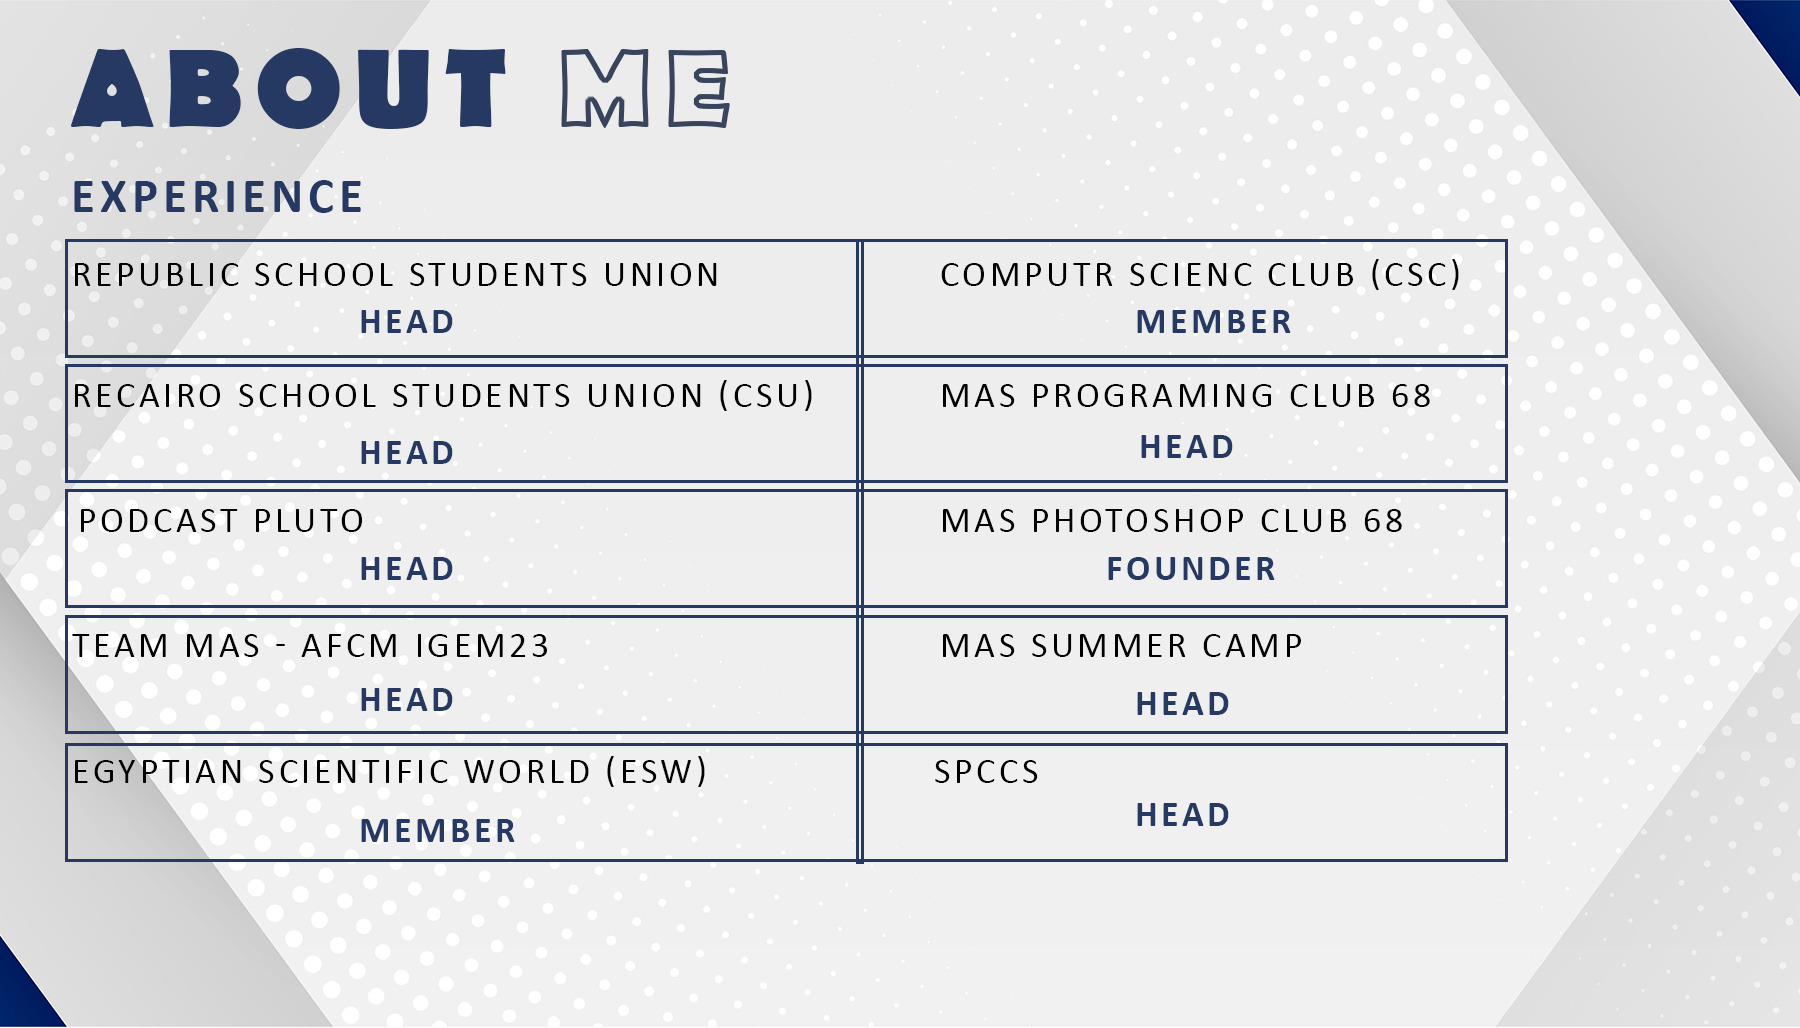 ABOUT ME
EXPERIENCE
REPUBLIC SCHOOL STUDENTS UNION
HEAD
COMPUTR SCIENC CLUB (CSC)
MEMBER
RECAIRO SCHOOL STUDENTS UNION (CSU)
HEAD
MAS PROGRAMING CLUB 68
HEAD
PODCAST PLUTO
HEAD
MAS PHOTOSHOP CLUB 68
FOUNDER
TEAM MAS - AFCM IGEM23
HEAD
MAS SUMMER CAMP
HEAD
EGYPTIAN SCIENTIFIC WORLD (ESW)
MEMBER
SPCCS
HEAD